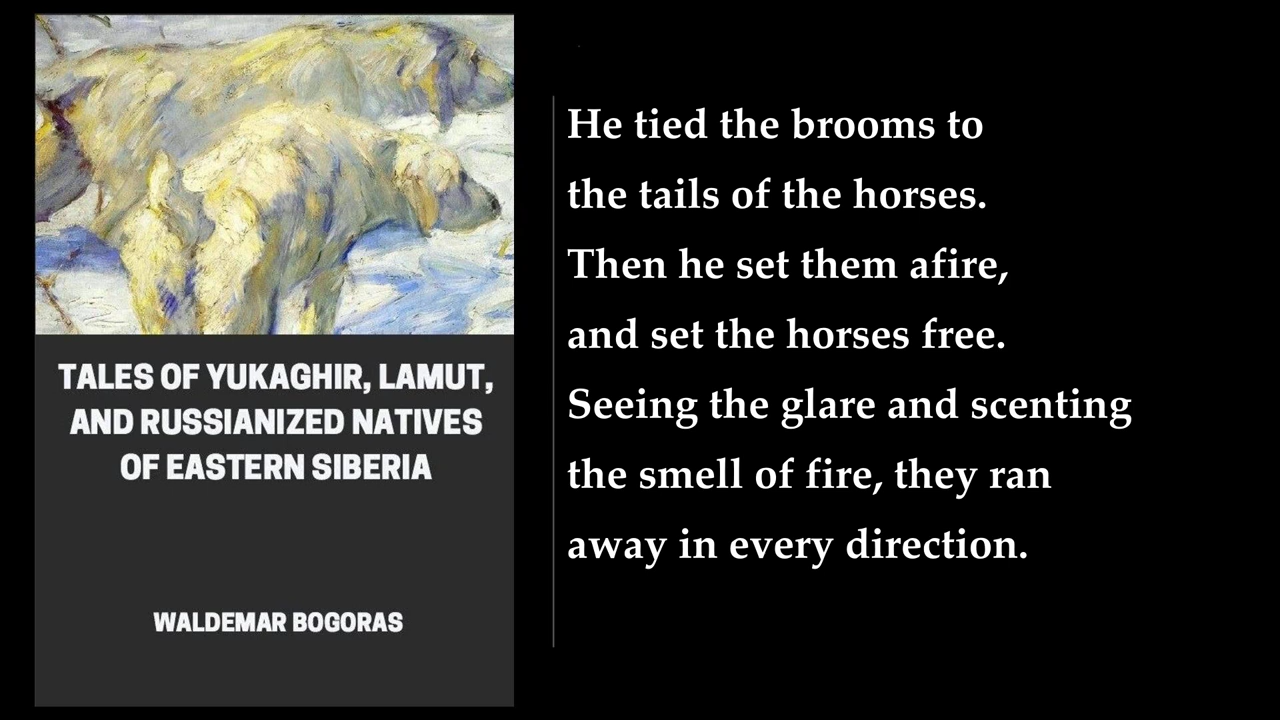 TALES OF YUKAGHIR, LAMUT,
AND RUSSIANIZED NATIVES
OF EASTERN SIBERIA
WALDEMAR BOGORAS
He tied the brooms to
the tails of the horses.
Then he set them afire,
and set the horses free.
Seeing the glare and scenting
the smell of fire, they ran
away in every direction.